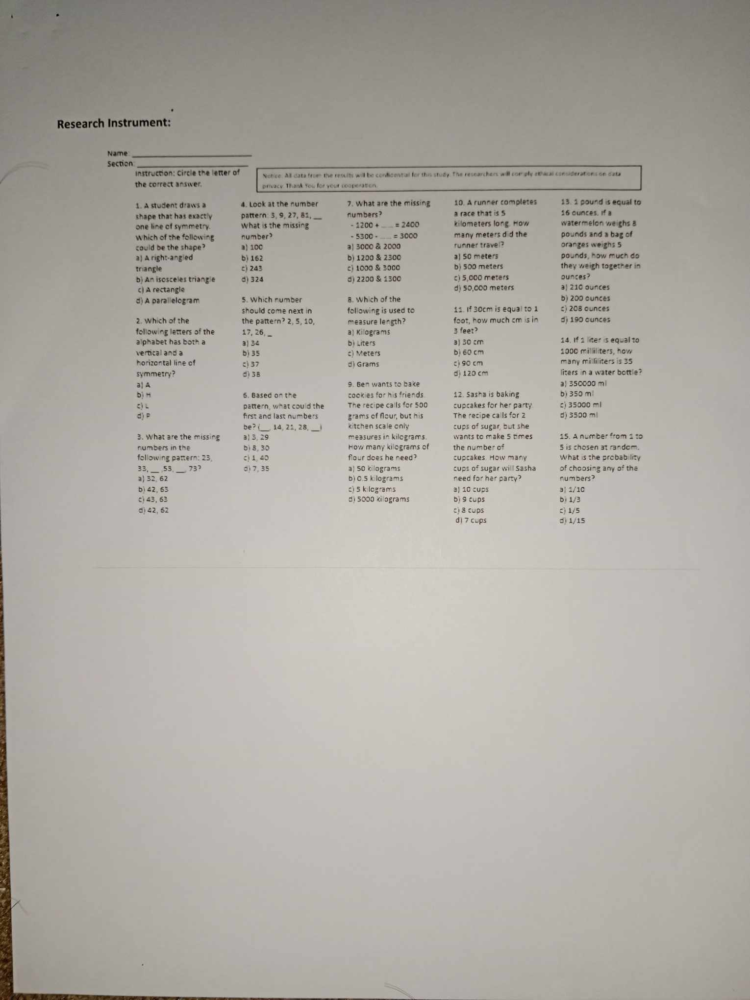 Research Instrument:
Name: ____________
Section: ____________
Instruction: Circle the letter of
the correct answer.
Notice: All data from the results will be confidential for this study. The researchers will comply ethical considerations on data
privacy. Thank You for your cooperation.
1. A student draws a
shape that has exactly
one line of symmetry.
Which of the following
could be the shape?
a) A right-angled
triangle
b) An isosceles triangle
c) A rectangle
d) A parallelogram
2. Which of the
following letters of the
alphabet has both a
vertical and a
horizontal line of
symmetry?
a) A
b) H
c) L
d) P
3. What are the missing
numbers in the
following pattern: 23,
33, __ ,53, __, 73?
a) 32, 62
b) 42, 63
c) 43, 63
d) 42, 62
4. Look at the number
pattern: 3, 9, 27, 81, __
What is the missing
number?
a) 100
b) 162
c) 243
d) 324
5. Which number
should come next in
the pattern? 2, 5, 10,
17, 26, _
a) 34
b) 35
c) 37
d) 38
6. Based on the
pattern, what could the
first and last numbers
be? (__, 14, 21, 28, __)
a) 3, 29
b) 8, 30
c) 1, 40
d) 7, 35
7. What are the missing
numbers?
- 1200 + ..... = 2400
- 5300 - ..... = 3000
a) 3000 & 2000
b) 1200 & 2300
c) 1000 & 3000
d) 2200 & 1300
8. Which of the
following is used to
measure length?
a) Kilograms
b) Liters
c) Meters
d) Grams
9. Ben wants to bake
cookies for his friends.
The recipe calls for 500
grams of flour, but his
kitchen scale only
measures in kilograms.
How many kilograms of
flour does he need?
a) 50 kilograms
b) 0.5 kilograms
c) 5 kilograms
d) 5000 kilograms
10. A runner completes
a race that is 5
kilometers long. How
many meters did the
runner travel?
a) 50 meters
b) 500 meters
c) 5,000 meters
d) 50,000 meters
11. If 30cm is equal to 1
foot, how much cm is in
3 feet?
a) 30 cm
b) 60 cm
c) 90 cm
d) 120 cm
12. Sasha is baking
cupcakes for her party.
The recipe calls for 2
cups of sugar, but she
wants to make 5 times
the number of
cupcakes. How many
cups of sugar will Sasha
need for her party?
a) 10 cups
b) 9 cups
c) 8 cups
d) 7 cups
13. 1 pound is equal to
16 ounces. If a
watermelon weighs 8
pounds and a bag of
oranges weighs 5
pounds, how much do
they weigh together in
ounces?
a) 210 ounces
b) 200 ounces
c) 208 ounces
d) 190 ounces
14. If 1 liter is equal to
1000 milliliters, how
many milliliters is 35
liters in a water bottle?
a) 350000 ml
b) 350 ml
c) 35000 ml
d) 3500 ml
15. A number from 1 to
5 is chosen at random.
What is the probability
of choosing any of the
numbers?
a) 1/10
b) 1/3
c) 1/5
d) 1/15